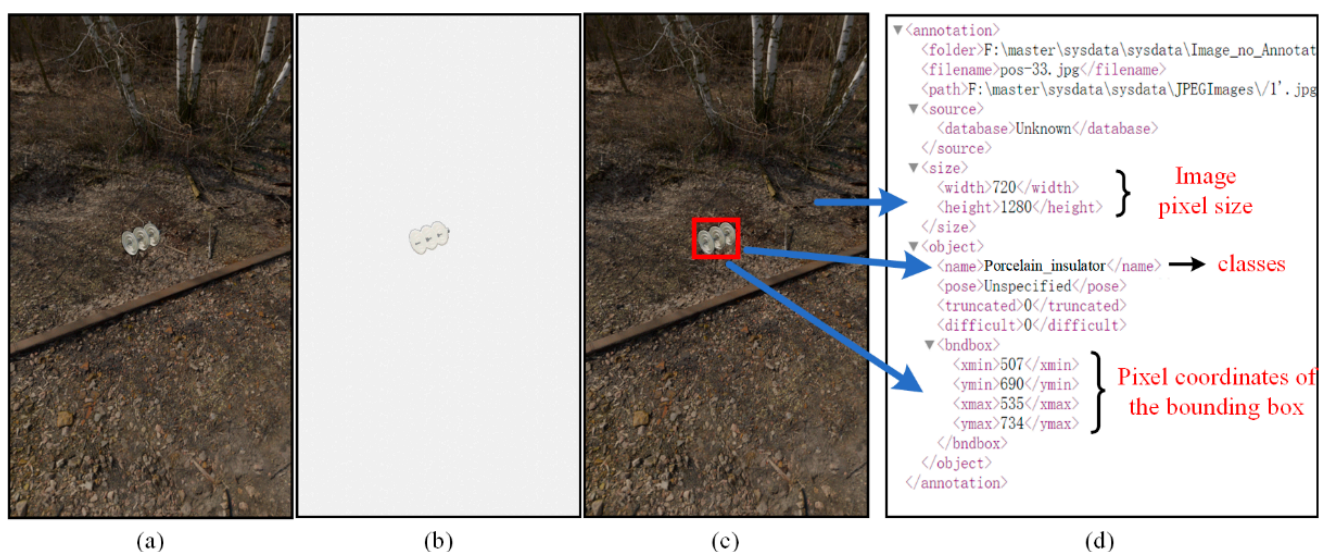 ▼<annotation>
<folder>F:\master\sysdata\sysdata\Image_no_Annotat
<filename>pos-33.jpg</filename>
<path>F:\master\sysdata\sysdata\JPEGImages\/1'.jpg
▼<source>
<database>Unknown</database>
</source>
▼<size>
<width>720</width>
<height>1280</height>
</size>
Image
pixel size
▼<object>
<name>Porcelain_insulator</name>
classes
<pose>Unspecified</pose>
<truncated>0</truncated>
<difficult>0</difficult>
▼<bndbox>
<xmin>507</xmin>
<ymin>690</ymin>
<xmax>535</xmax>
<ymax>734</ymax>
Pixel coordinates of
the bounding box
</bndbox>
</object>
</annotation>
(a) (b) (c) (d)